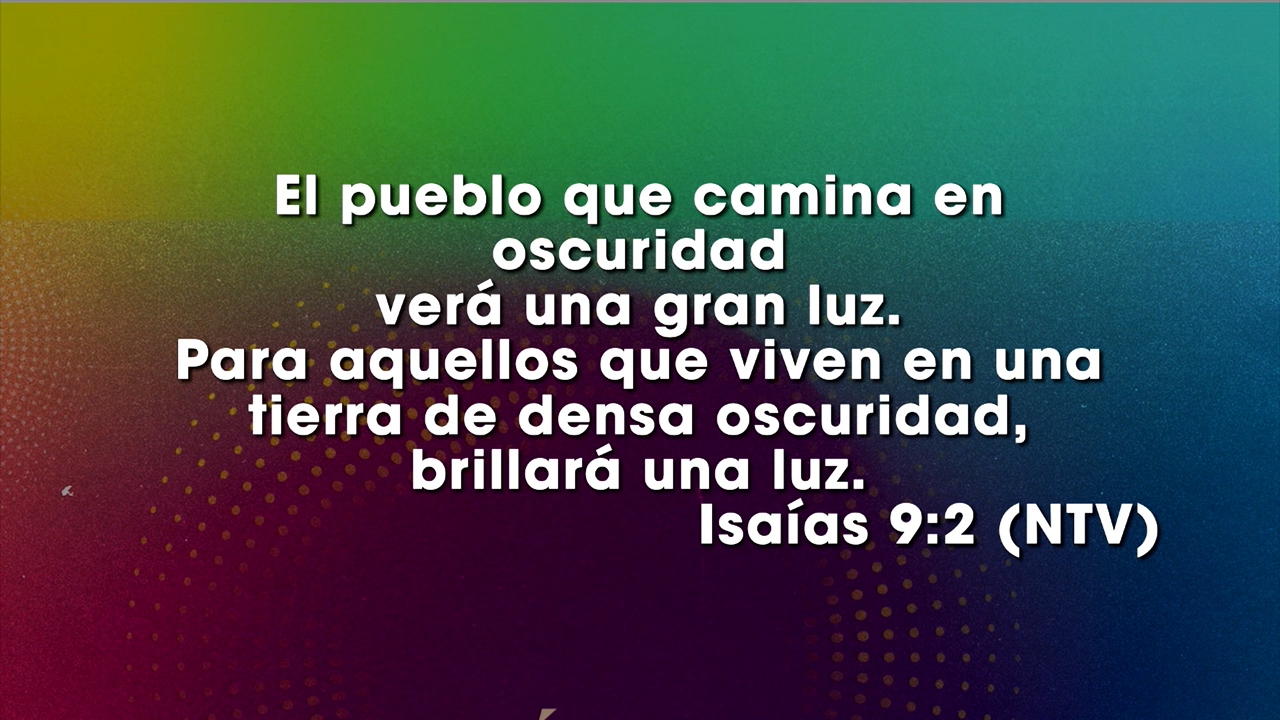 El pueblo que camina en
oscuridad
verá una gran luz.
Para aquellos que viven en una
tierra de densa oscuridad,
brillará una luz.
Isaías 9:2 (NTV)